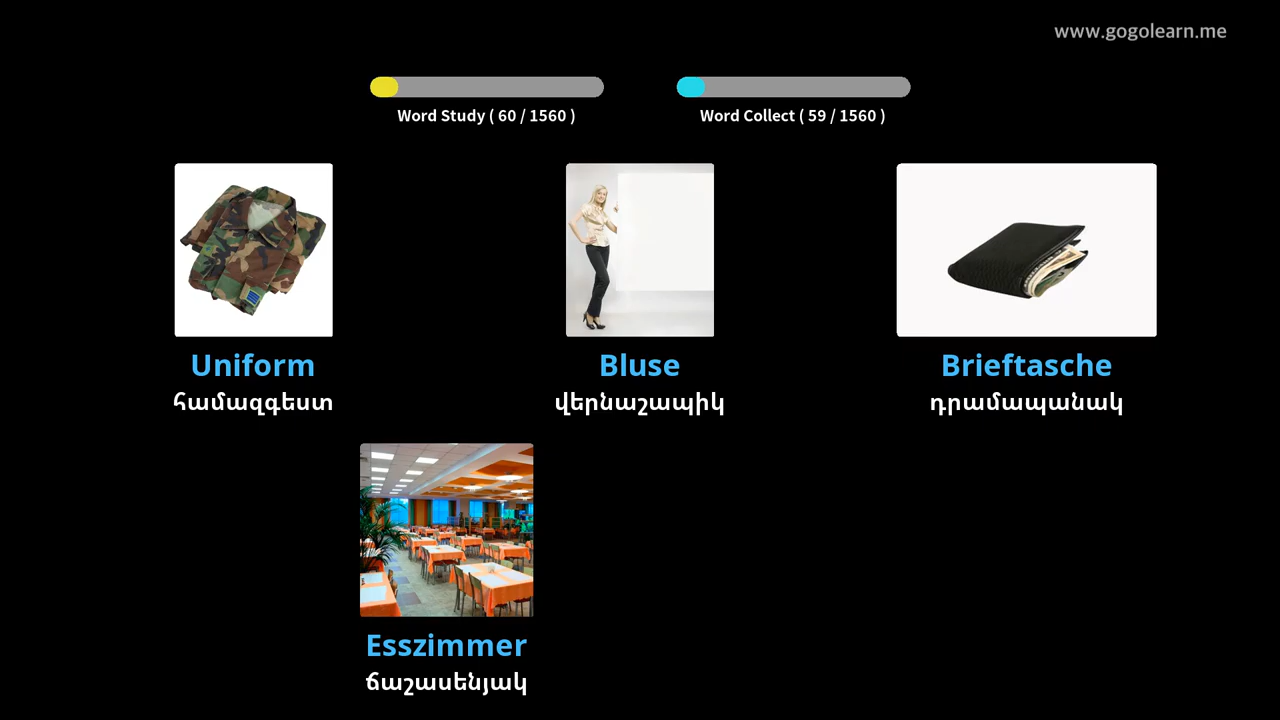 www.gogolearn.me
Word Study ( 60 / 1560 )
Word Collect ( 59 / 1560 )
Uniform
համազգեստ
Bluse
վերնաշապիկ
Brieftasche
դրամապանակ
Esszimmer
ճաշասենյակ